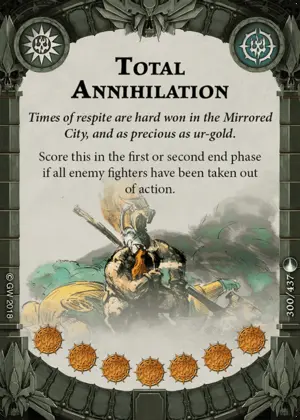 TOTAL
ANNIHILATION
Times of respite are hard won in the Mirrored
City, and as precious as ur-gold.
Score this in the first or second end phase
if all enemy fighters have been taken out
of action.
© GW 2018
300/437